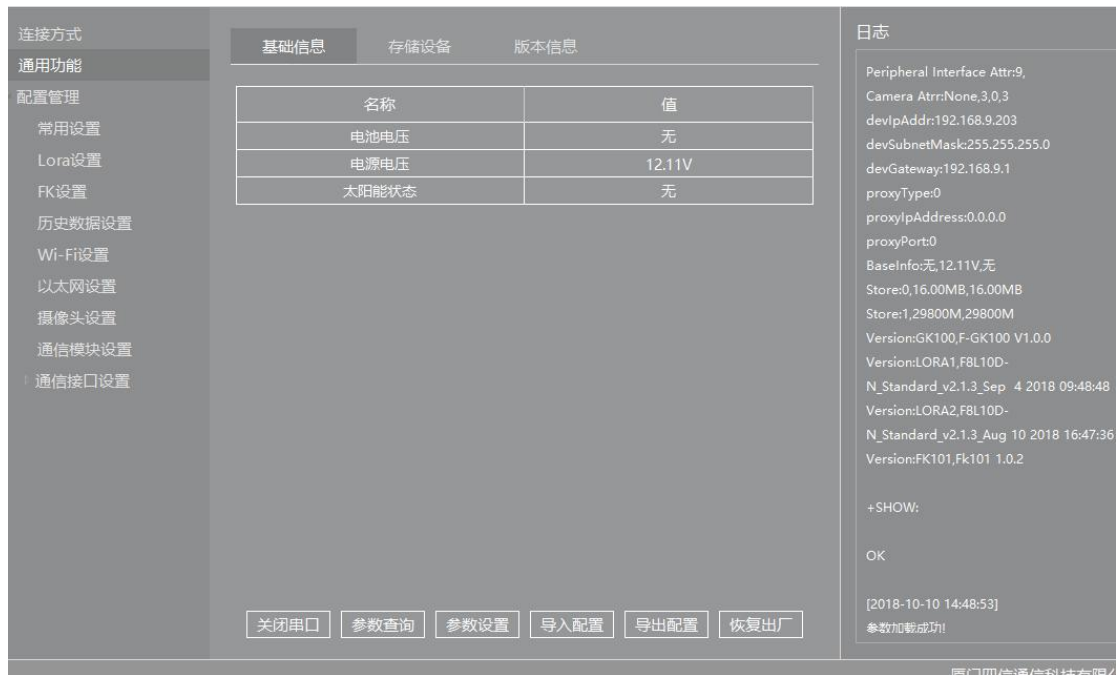 连接方式
通用功能
配置管理
常用设置
Lora设置
FK设置
历史数据设置
Wi-Fi设置
以太网设置
摄像头设置
通信模块设置
通信接口设置
基础信息 存储设备 版本信息
名称 值
电池电压 无
电源电压 12.11V
太阳能状态 无
关闭串口 参数查询 参数设置 导入配置 导出配置 恢复出厂
日志
Peripheral Interface Attr:9,
Camera Atrr:None,3,0,3
devIpAddr:192.168.9.203
devSubnetMask:255.255.255.0
devGateway:192.168.9.1
proxyType:0
proxyIpAddress:0.0.0.0
proxyPort:0
BaseInfo:无,12.11V,无
Store:0,16.00MB,16.00MB
Store:1,29800M,29800M
Version:GK100,F-GK100 V1.0.0
Version:LORA1,F8L10D-
N_Standard_v2.1.3_Sep 4 2018 09:48:48
Version:LORA2,F8L10D-
N_Standard_v2.1.3_Aug 10 2018 16:47:36
Version:FK101,Fk101 1.0.2
+SHOW:
OK
[2018-10-10 14:48:53]
参数加载成功!
厦门四信通信科技有限